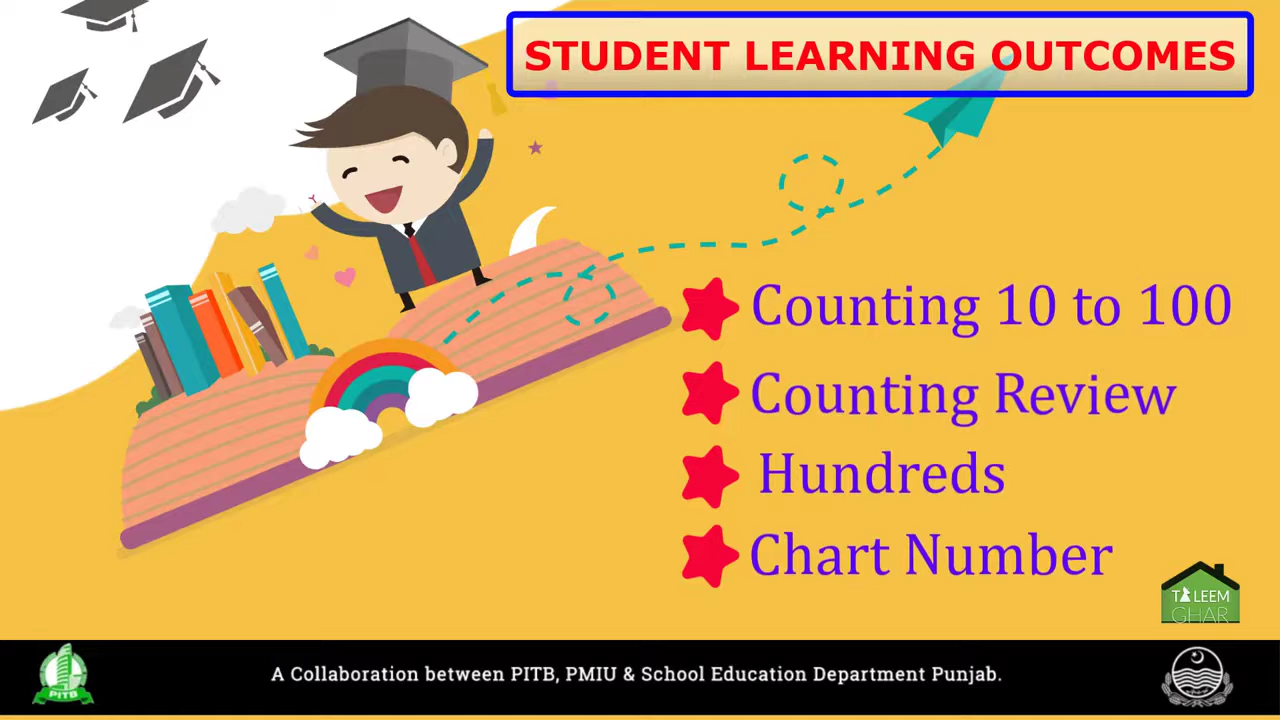 STUDENT LEARNING OUTCOMES
Counting 10 to 100
Counting Review
Hundreds
Chart Number
TALEEM
GHAR
A Collaboration between PITB, PMIU & School Education Department Punjab.
PITB